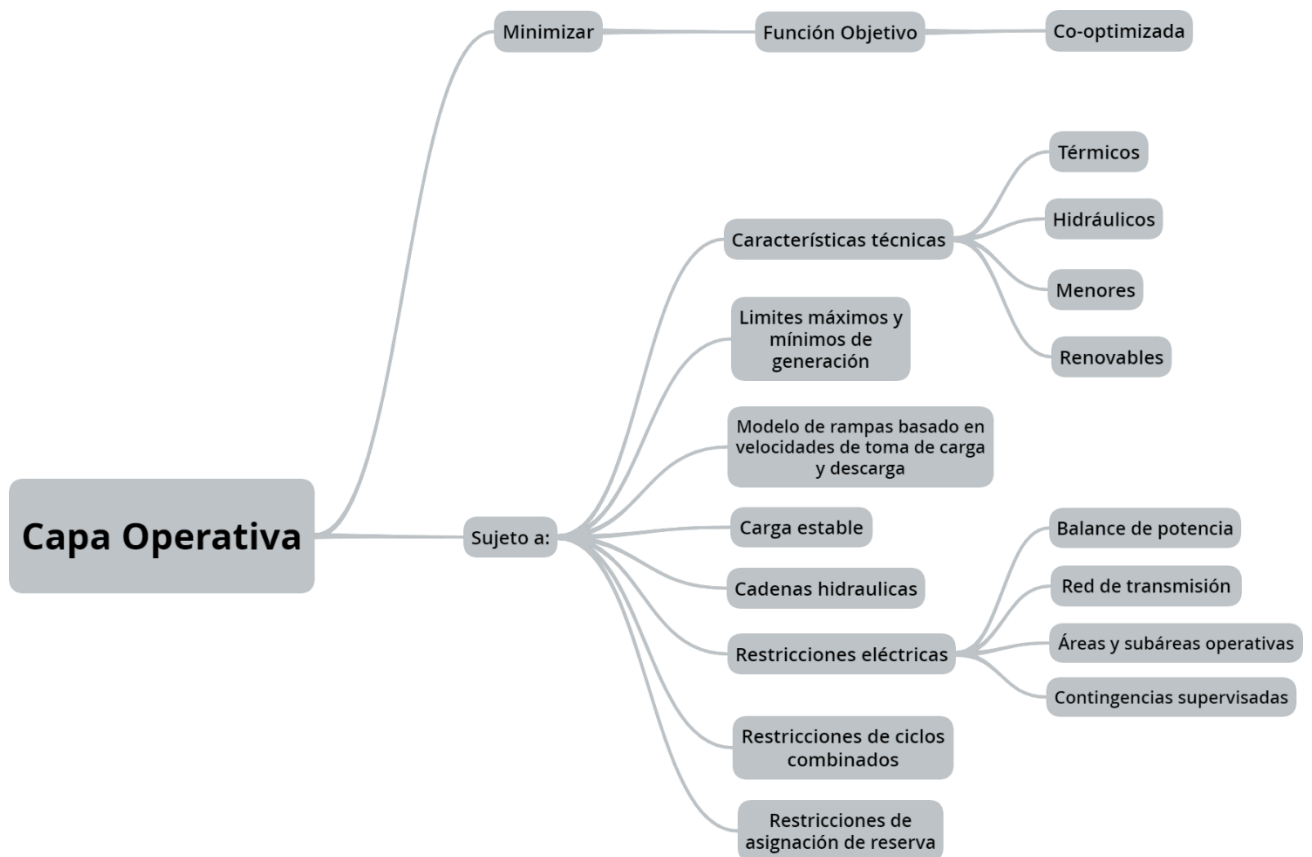 Capa Operativa
Minimizar
Función Objetivo
Co-optimizada
Sujeto a:
Características técnicas
Térmicos
Hidráulicos
Menores
Renovables
Limites máximos y
mínimos de
generación
Modelo de rampas basado en
velocidades de toma de carga
y descarga
Carga estable
Cadenas hidraulicas
Restricciones eléctricas
Balance de potencia
Red de transmisión
Áreas y subáreas operativas
Contingencias supervisadas
Restricciones de ciclos
combinados
Restricciones de
asignación de reserva